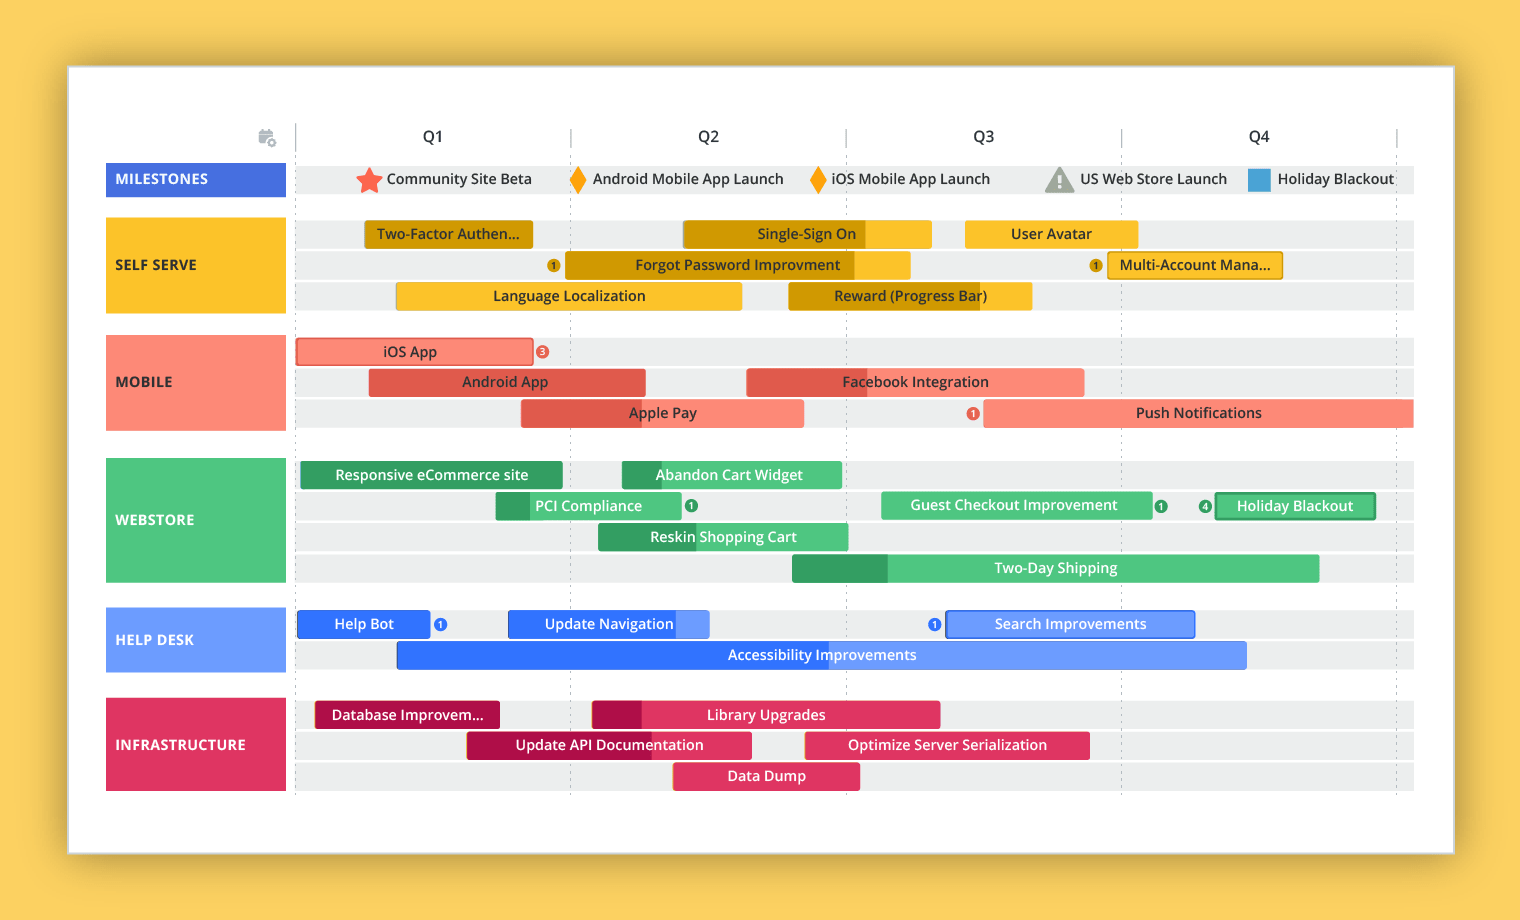 Q1 Q2 Q3 Q4
MILESTONES Community Site Beta Android Mobile App Launch iOS Mobile App Launch US Web Store Launch Holiday Blackout
Two-Factor Authen... Single-Sign On User Avatar
SELF SERVE 1 Forgot Password Improvment 1 Multi-Account Mana...
Language Localization Reward (Progress Bar)
iOS App 3
MOBILE Android App Facebook Integration
Apple Pay 1 Push Notifications
Responsive eCommerce site Abandon Cart Widget
PCI Compliance 1 Guest Checkout Improvement 1 4 Holiday Blackout
WEBSTORE
Reskin Shopping Cart
Two-Day Shipping
Help Bot 1 Update Navigation 1 Search Improvements
HELP DESK
Accessibility Improvements
Database Improvem... Library Upgrades
INFRASTRUCTURE Update API Documentation Optimize Server Serialization
Data Dump